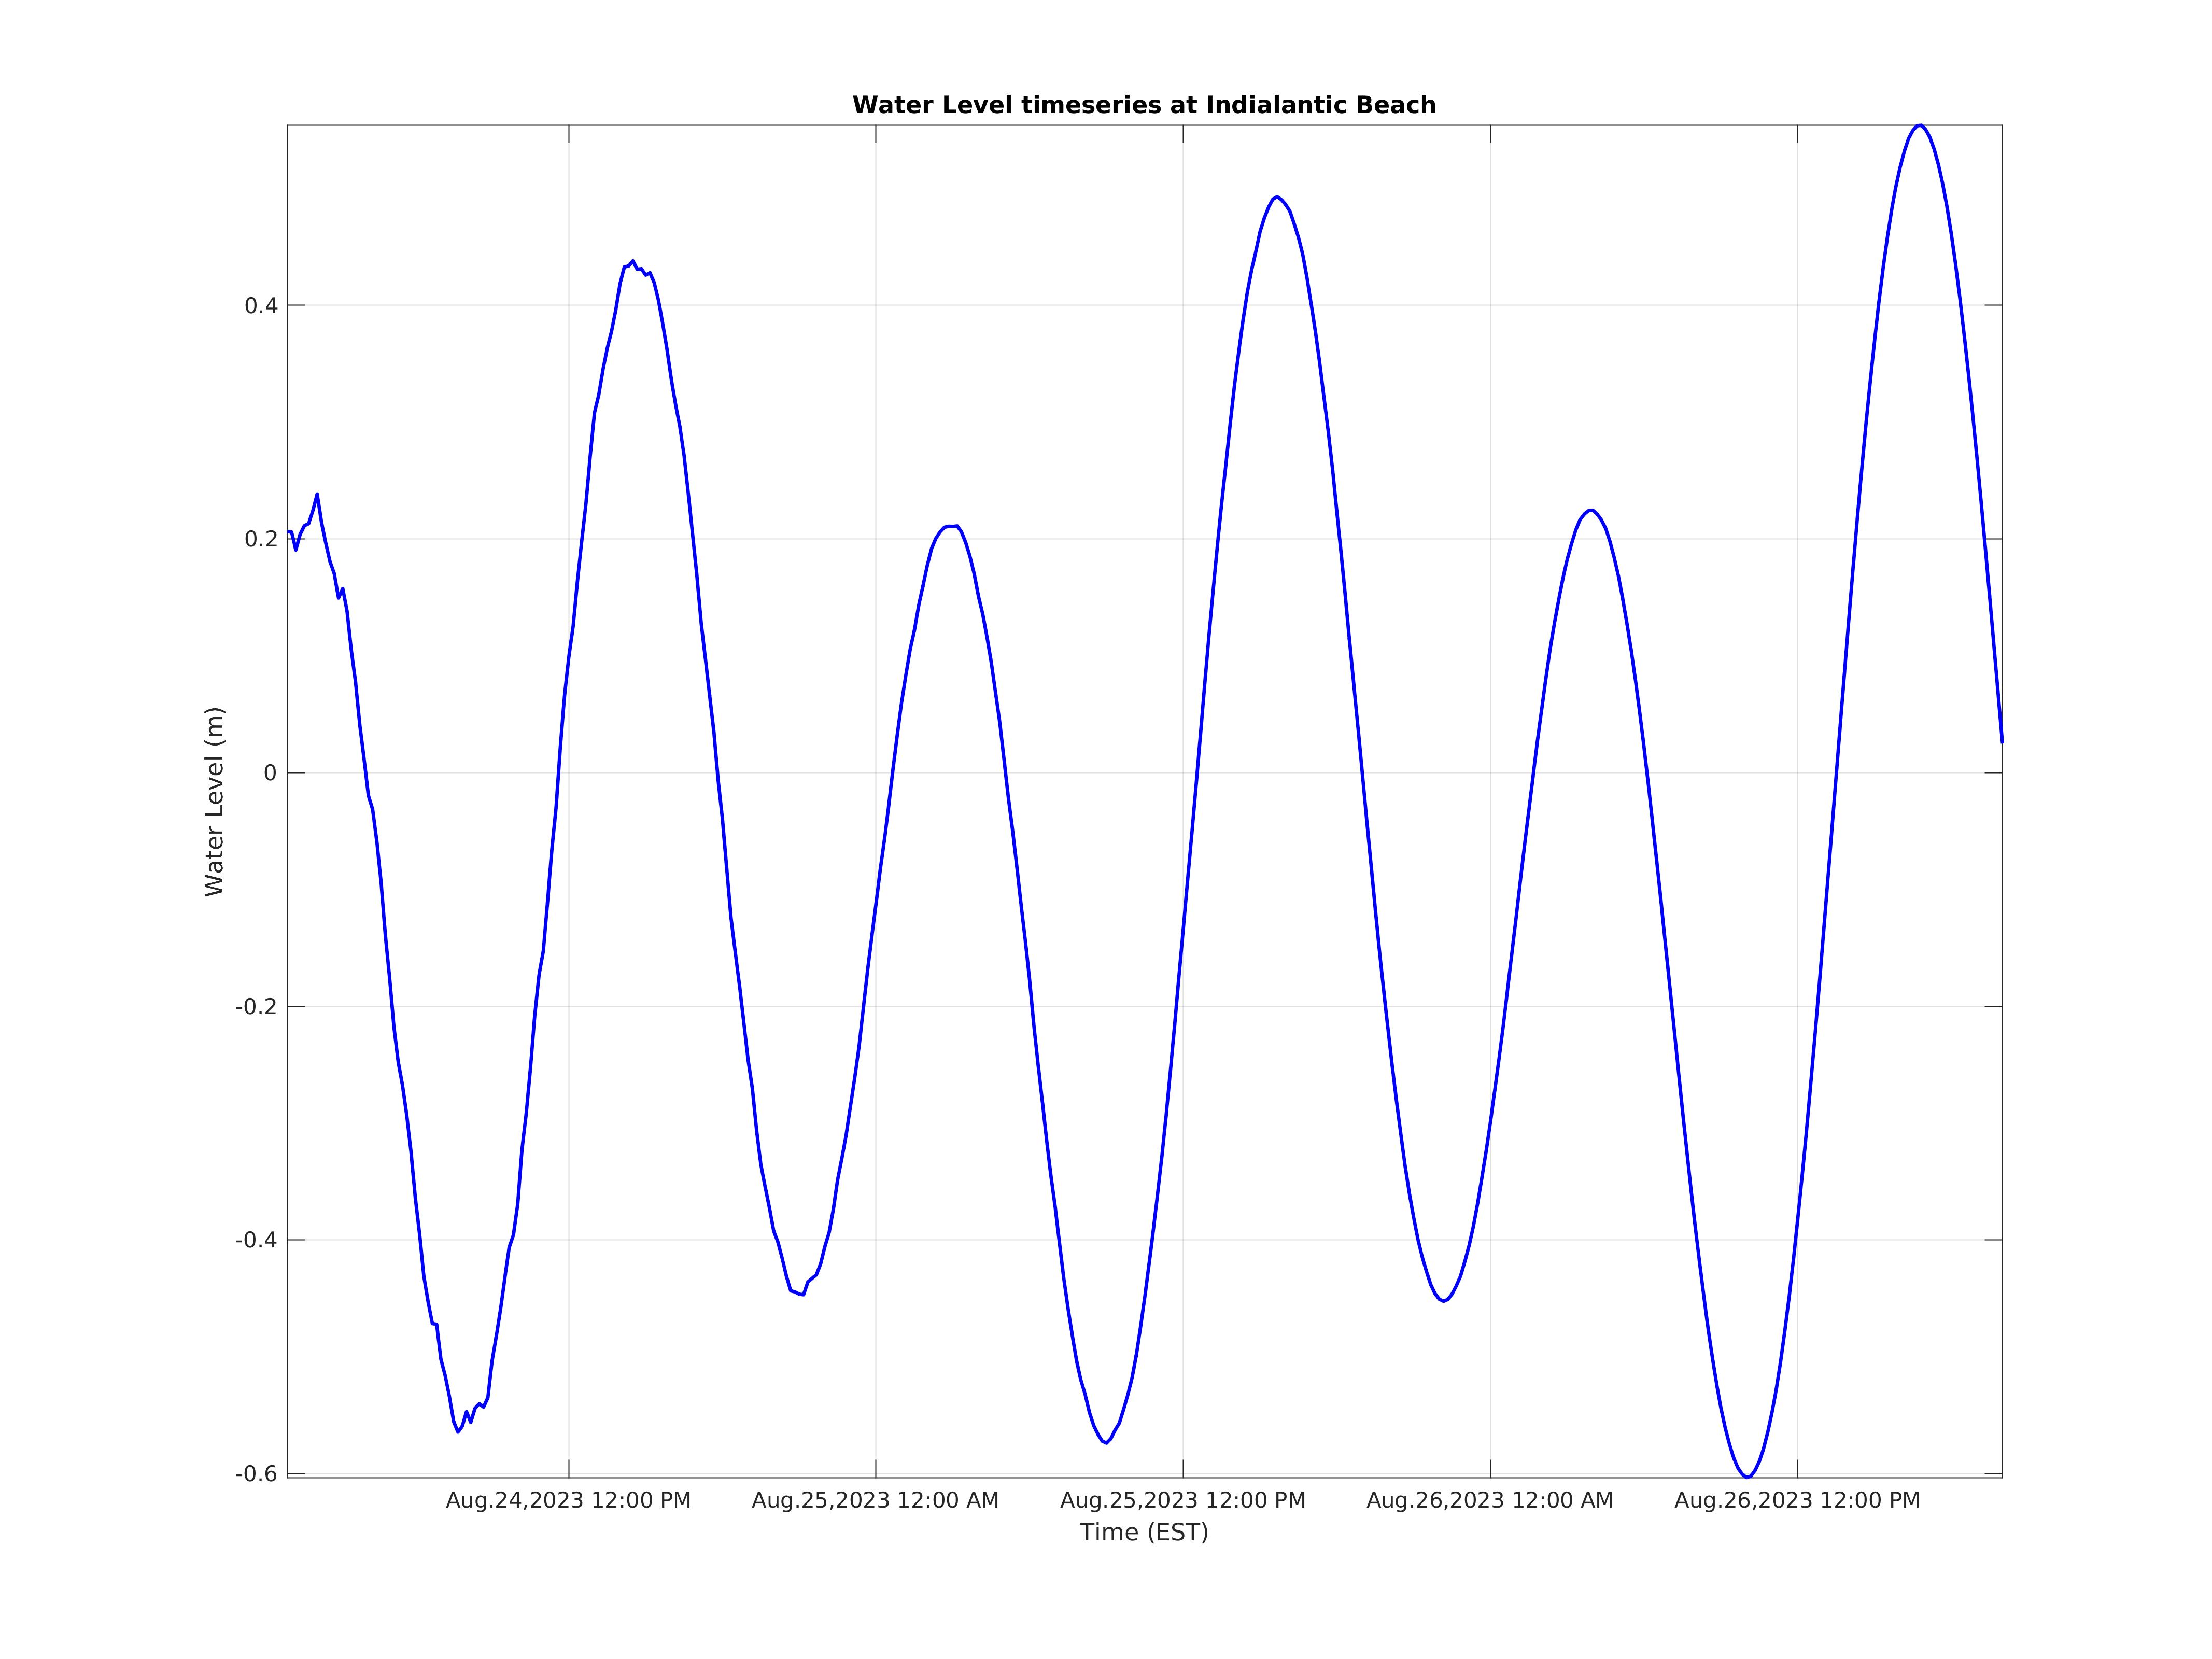 Water Level timeseries at Indialantic Beach
0.4
0.2
0
-0.2
-0.4
-0.6
Water Level (m)
Aug.24,2023 12:00 PM
Aug.25,2023 12:00 AM
Aug.25,2023 12:00 PM
Aug.26,2023 12:00 AM
Aug.26,2023 12:00 PM
Time (EST)